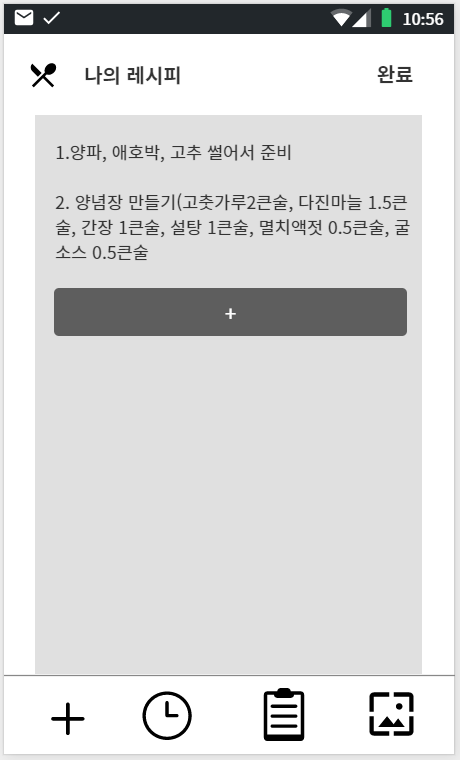 10:56
나의 레시피
완료
1.양파, 애호박, 고추 썰어서 준비
2. 양념장 만들기(고춧가루2큰술, 다진마늘 1.5큰
술, 간장 1큰술, 설탕 1큰술, 멸치액젓 0.5큰술, 굴
소스 0.5큰술
+